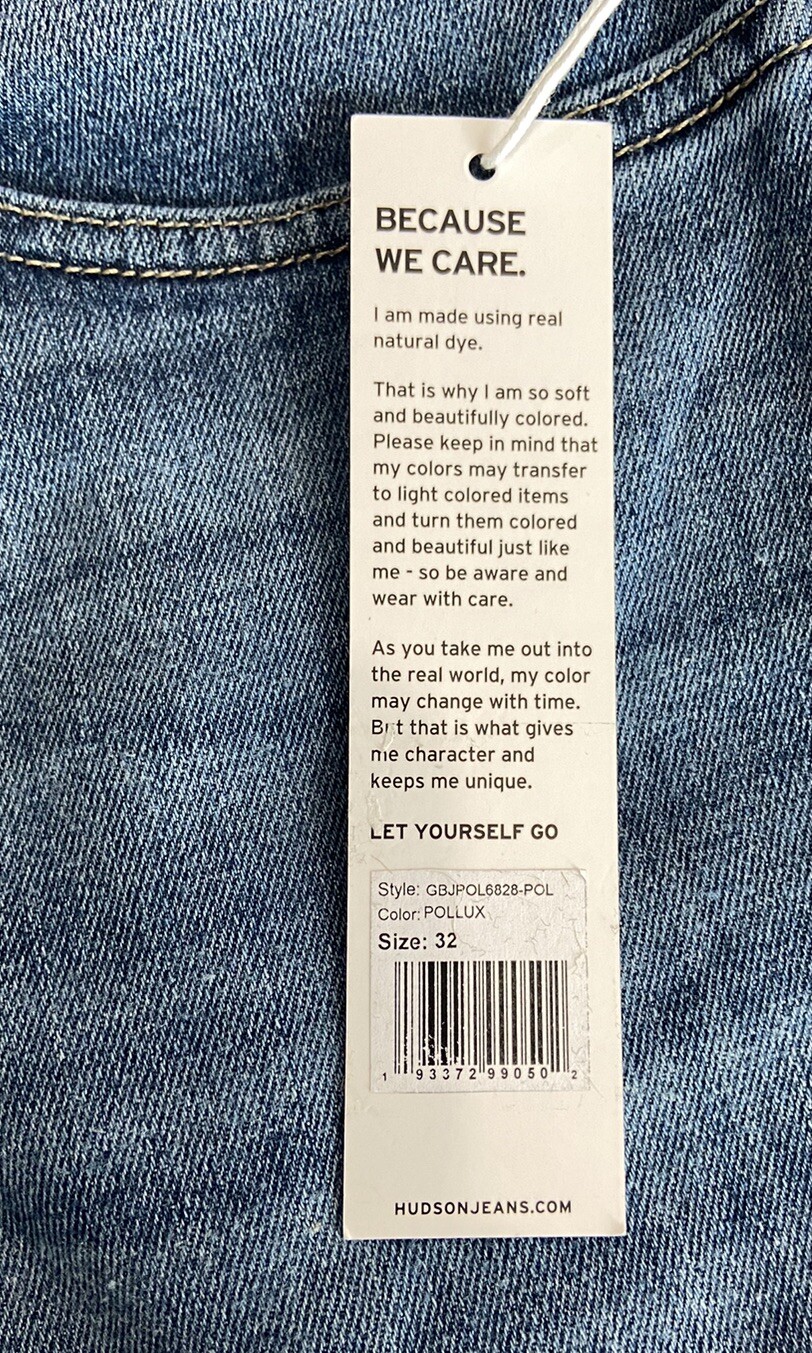 BECAUSE
WE CARE.
I am made using real
natural dye.
That is why I am so soft
and beautifully colored.
Please keep in mind that
my colors may transfer
to light colored items
and turn them colored
and beautiful just like
me - so be aware and
wear with care.
As you take me out into
the real world, my color
may change with time.
But that is what gives
me character and
keeps me unique.
LET YOURSELF GO
Style: GBJPOL6828-POL
Color: POLLUX
Size: 32
1 93372 99050 2
HUDSONJEANS.COM